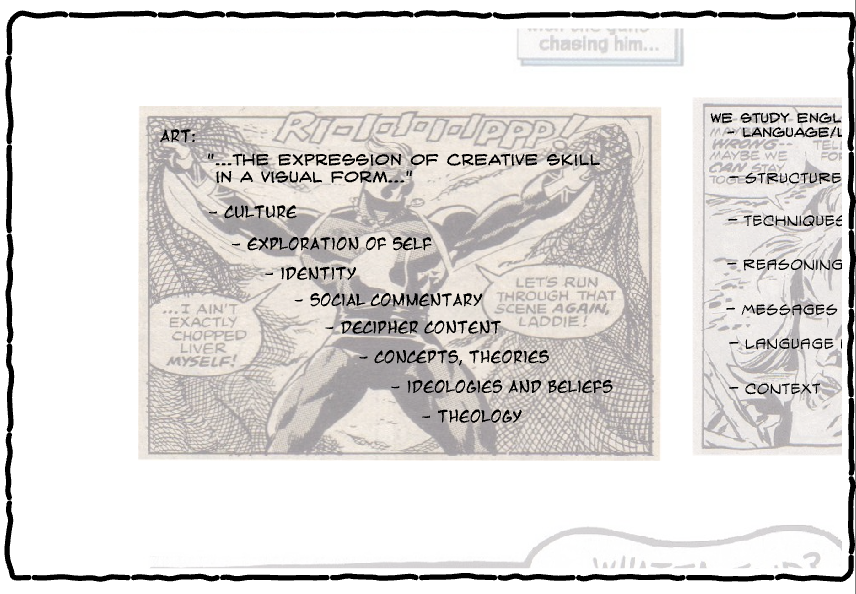 chasing him...
RI-I-I-I-I-IPPP!
ART:
"...THE EXPRESSION OF CREATIVE SKILL
IN A VISUAL FORM..."
- CULTURE
- EXPLORATION OF SELF
- IDENTITY
- SOCIAL COMMENTARY
- DECIPHER CONTENT
- CONCEPTS, THEORIES
- IDEOLOGIES AND BELIEFS
- THEOLOGY
...I AIN'T
EXACTLY
CHOPPED
LIVER
MYSELF!
LET'S RUN
THROUGH THAT
SCENE AGAIN,
LADDIE!
WE STUDY ENGL
- LANGUAGE/L
WRONG--
MAYBE WE
CAN STAY
- STRUCTURE
- TECHNIQUES
- REASONING
- MESSAGES
- LANGUAGE
- CONTEXT